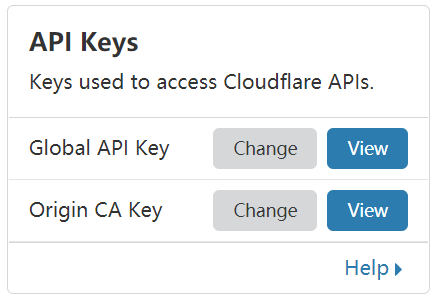 API Keys
Keys used to access Cloudflare APIs.
Global API Key Change View
Origin CA Key Change View
Help